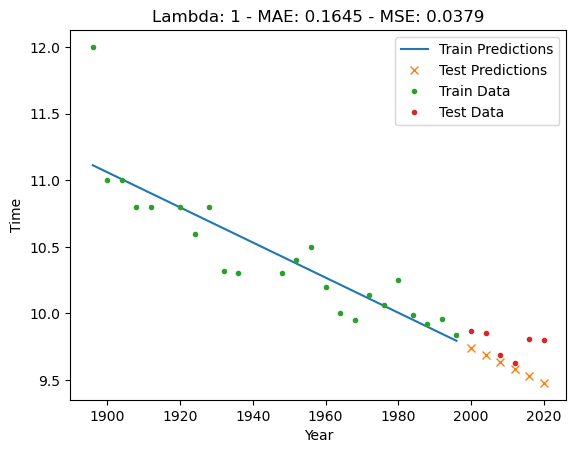 Lambda: 1 - MAE: 0.1645 - MSE: 0.0379
Train Predictions
Test Predictions
Train Data
Test Data
12.0
11.5
11.0
10.5
10.0
9.5
Time
1900 1920 1940 1960 1980 2000 2020
Year